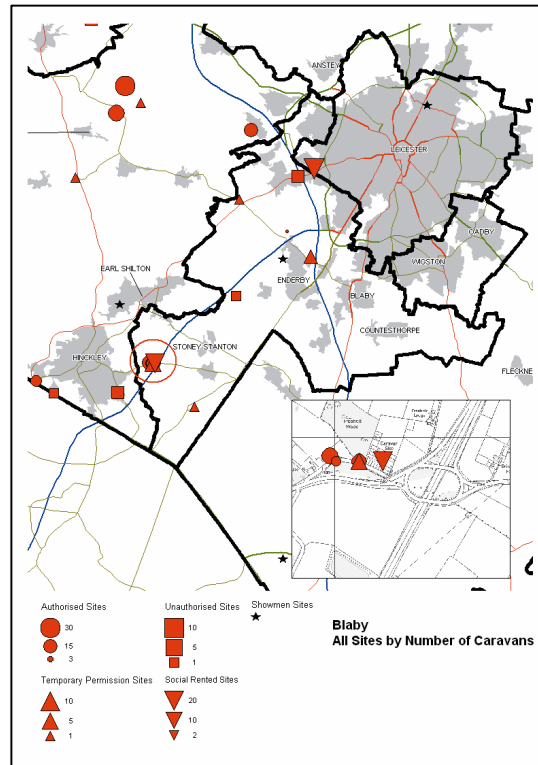 ANSTEY
LEICESTER
OADBY
WIGSTON
EARL SHILTON
ENDERBY
BLABY
COUNTESTHORPE
STONEY STANTON
HINCKLEY
FLECKNE
Authorised Sites
30
15
3
Unauthorised Sites
10
5
1
Showmen Sites
Temporary Permission Sites
10
5
1
Social Rented Sites
20
10
2
Blaby
All Sites by Number of Caravans